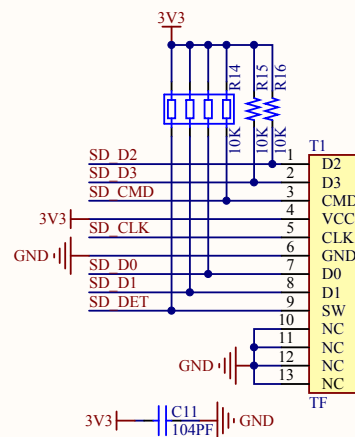 3V3
R14
R15
R16
10K
10K
10K
T1
SD_D2
1
D2
SD_D3
2
D3
SD_CMD
3
CMD
3V3
4
VCC
SD_CLK
5
CLK
GND
6
GND
SD_D0
7
D0
SD_D1
8
D1
SD_DET
9
SW
10
NC
11
NC
GND
12
NC
13
NC
TF
C11
3V3
GND
104PF